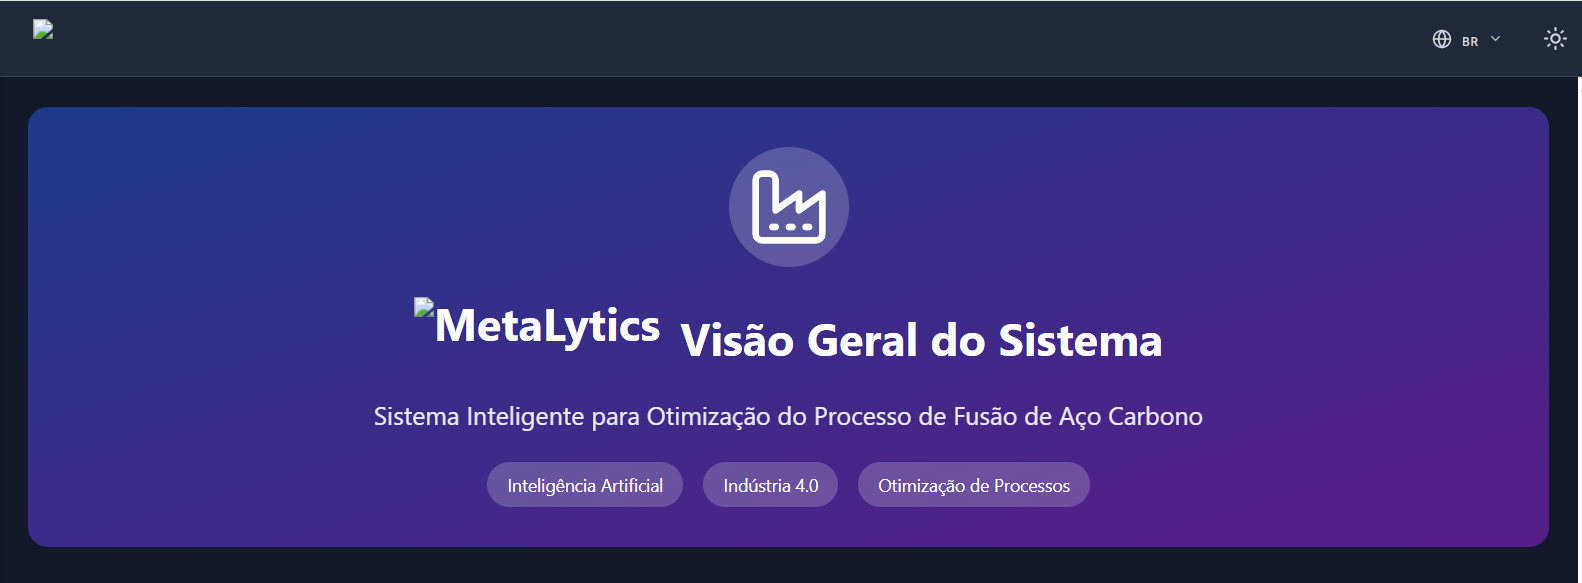 BR
MetaLytics Visão Geral do Sistema
Sistema Inteligente para Otimização do Processo de Fusão de Aço Carbono
Inteligência Artificial
Indústria 4.0
Otimização de Processos